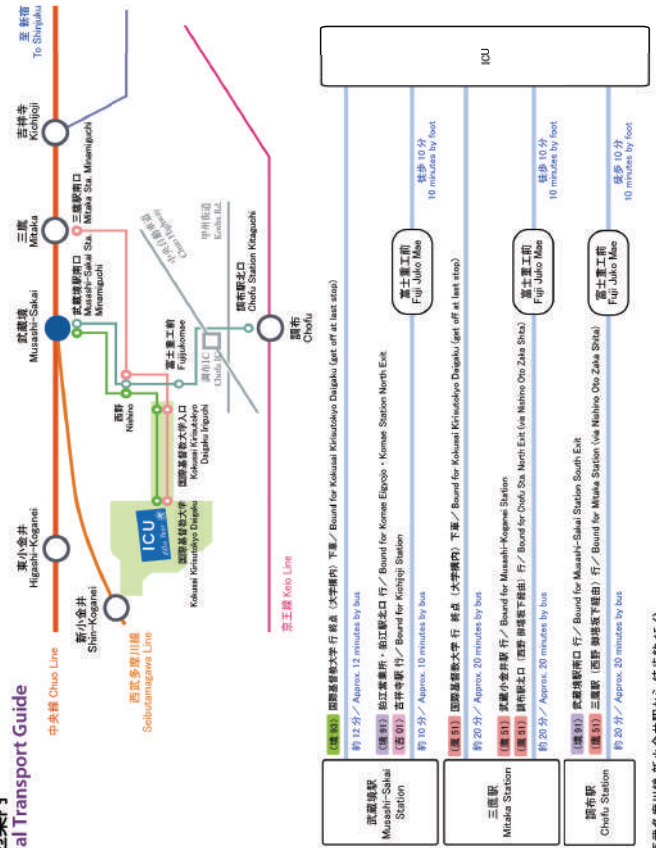 al Transport Guide
至 新宿
To Shinjuku
吉祥寺
Kichijoji
三鷹
Mitaka
三鷹駅南口
Mitaka Sta. Minamiguchi
武蔵境
Musashi-Sakai
武蔵境駅南口
Musashi-Sakai Sta.
Minamiguchi
東小金井
Higashi-Koganei
新小金井
Shin-Koganei
中央線 Chuo Line
西武多摩川線
Seibutamagawa Line
中央自動車道
Chuo Highway
甲州街道
Koshu Rd.
調布IC
Chofu IC
西野
Nishino
富士重工前
Fujijukomae
調布駅北口
Chofu Station Kitaguchi
調布
Chofu
国際基督教大学入口
Kokusai Kirisutokyo
Daigaku Iriguchi
ICU
国際基督教大学
Kokusai Kirisutokyo Daigaku
京王線 Keio Line
武蔵境駅
Musashi-Sakai
Station
(境 93) 国際基督教大学 行 終点 (大学構内) 下車/ Bound for Kokusai Kirisutokyo Daigaku (get off at last stop)
約 12 分/ Approx. 12 minutes by bus
(境 91) 狛江営業所・狛江駅北口 行/ Bound for Komae Eigyojo・Komae Station North Exit
(吉 01) 吉祥寺駅 行/ Bound for Kichijoji Station
約 10 分/ Approx. 10 minutes by bus
富士重工前
Fuji Juko Mae
徒歩 10 分
10 minutes by foot
三鷹駅
Mitaka Station
(鷹 51) 国際基督教大学 行 終点 (大学構内) 下車/ Bound for Kokusai Kirisutokyo Daigaku (get off at last stop)
約 20 分/ Approx. 20 minutes by bus
(鷹 51) 武蔵小金井駅 行/ Bound for Musashi-Koganei Station
(鷹 51) 調布駅北口 (西野 御塔坂下経由) 行/ Bound for Chofu Sta. North Exit (via Nishino Oto Zaka Shita)
約 20 分/ Approx. 20 minutes by bus
富士重工前
Fuji Juko Mae
徒歩 10 分
10 minutes by foot
調布駅
Chofu Station
(境 91) 武蔵境駅南口 行/ Bound for Musashi-Sakai Station South Exit
(鷹 51) 三鷹駅 (西野 御塔坂下経由) 行/ Bound for Mitaka Station (via Nishino Oto Zaka Shita)
約 20 分/ Approx. 20 minutes by bus
富士重工前
Fuji Juko Mae
徒歩 10 分
10 minutes by foot
ICU